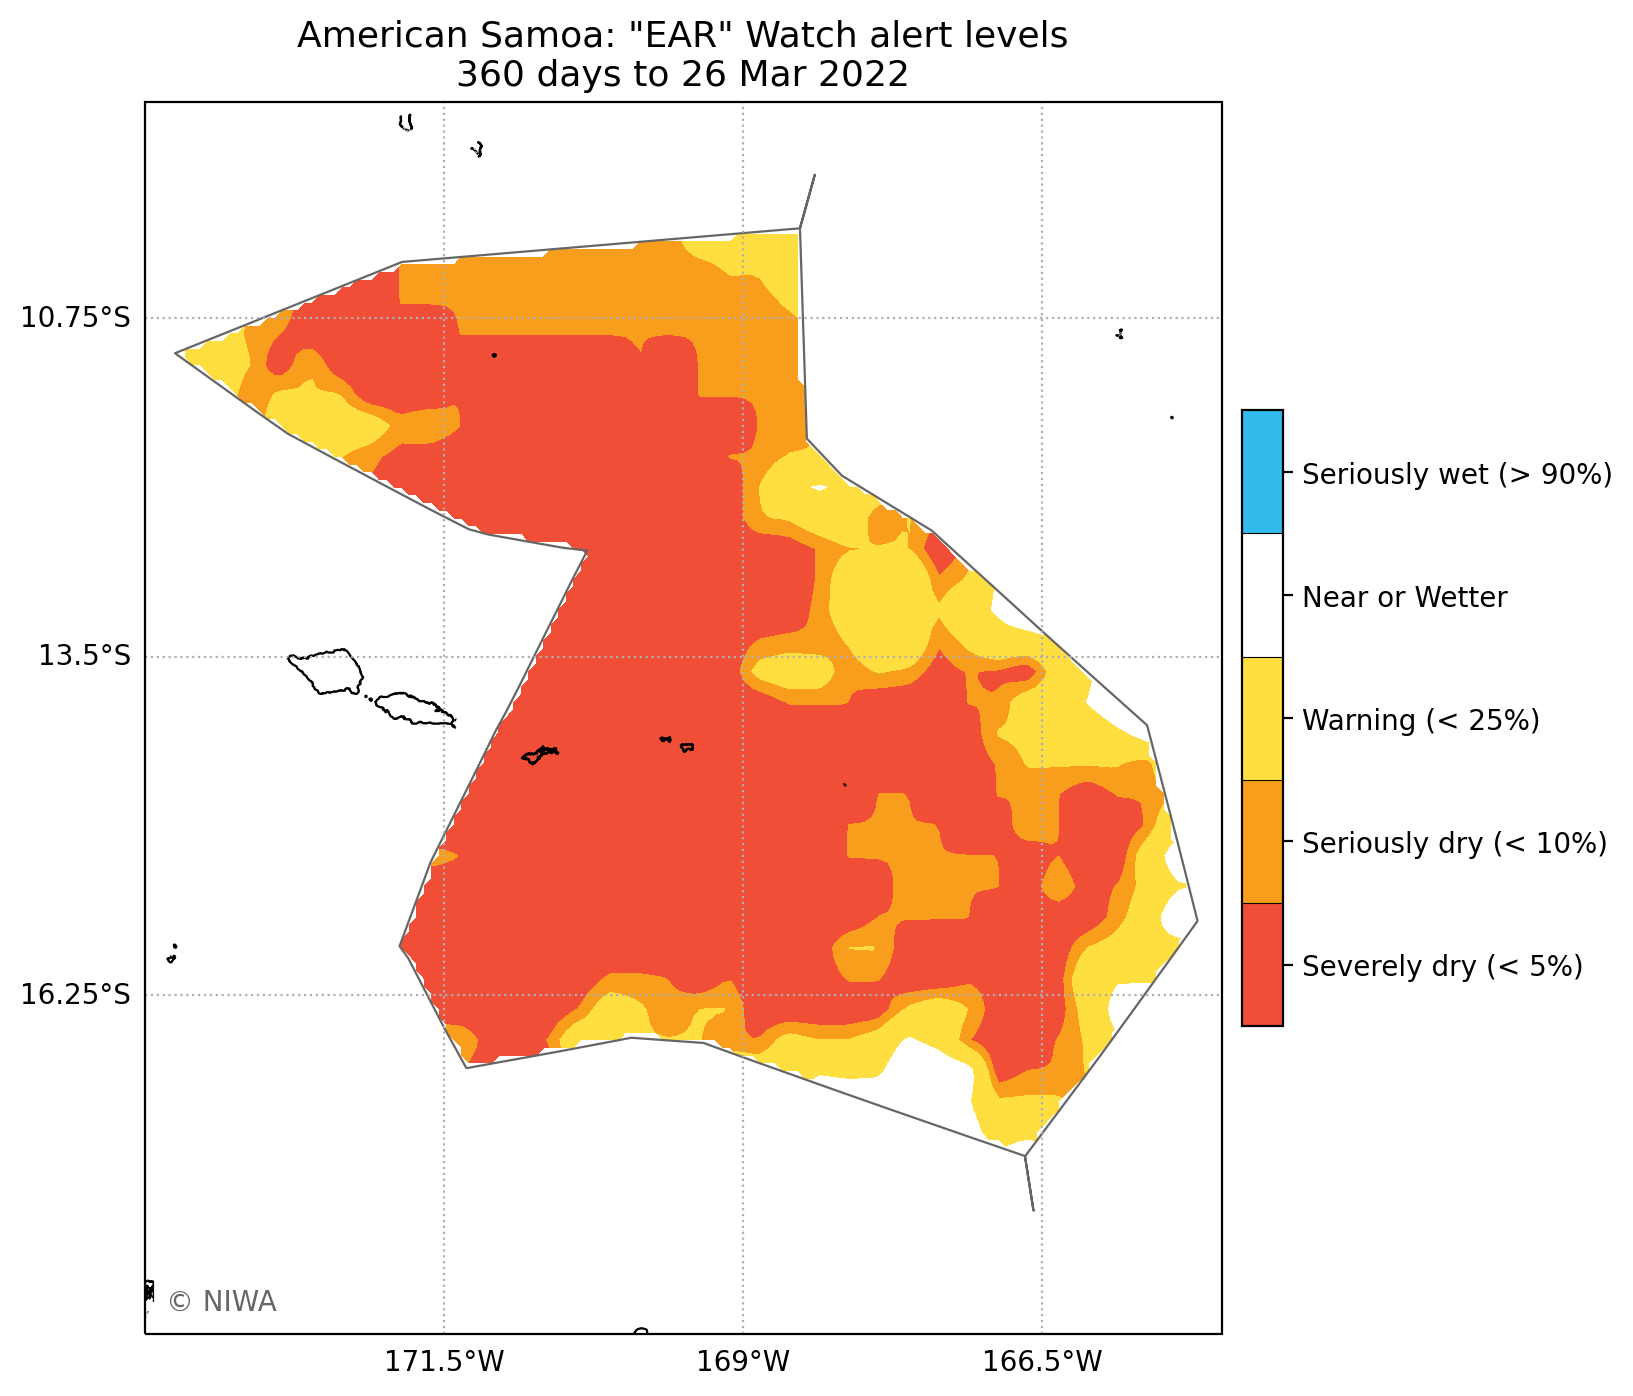 American Samoa: "EAR" Watch alert levels
360 days to 26 Mar 2022
10.75°S
13.5°S
16.25°S
171.5°W
169°W
166.5°W
Seriously wet (> 90%)
Near or Wetter
Warning (< 25%)
Seriously dry (< 10%)
Severely dry (< 5%)
© NIWA